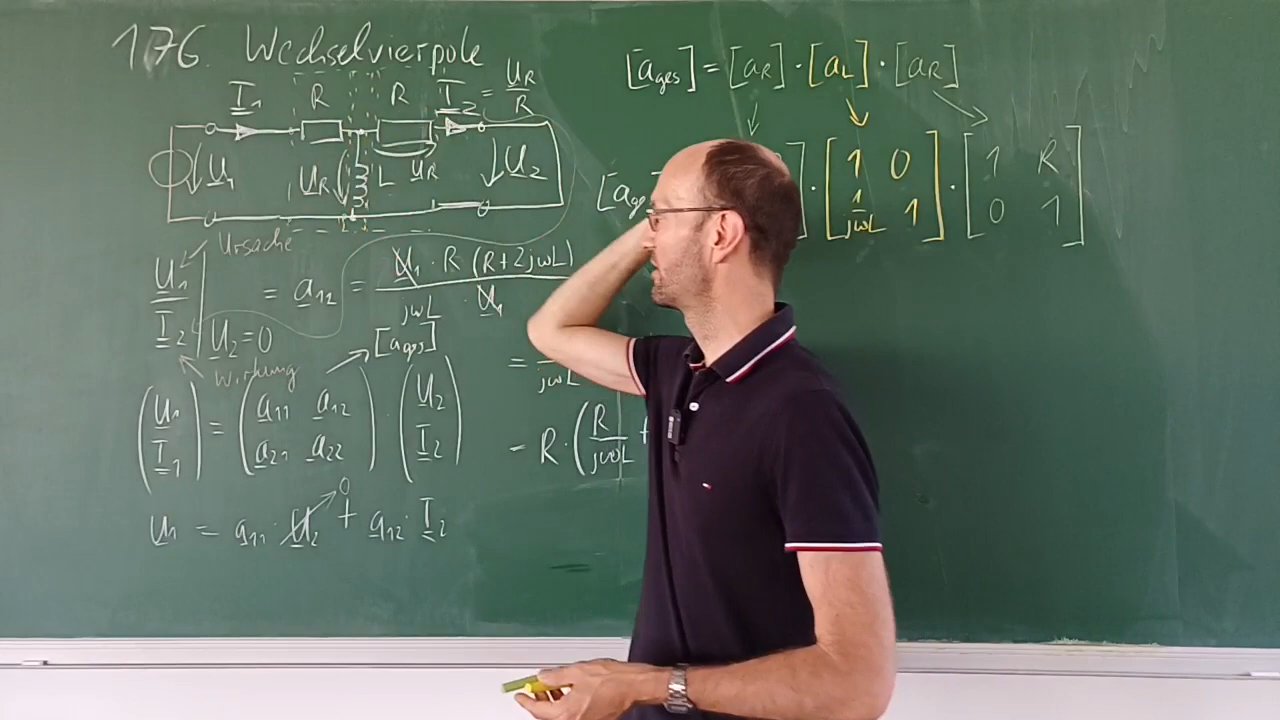 176. Wechselvierpole
I1 R R I2 = UR/R
U1 UR L UR U2
Ursache
U1/I2 | U2=0 = a12 = U1 · R (R+2jωL) / jωL · U1
Wirkung
[ages]
= jωL
(U1 I1) = (a11 a12 a21 a22) · (U2 I2)
= R · (R/jωL +
U1 = a11 · U2 + a12 · I2
0
[ages] = [aR] · [aL] · [aR]
] · [1 0
1/jωL 1] · [1 R
0 1]